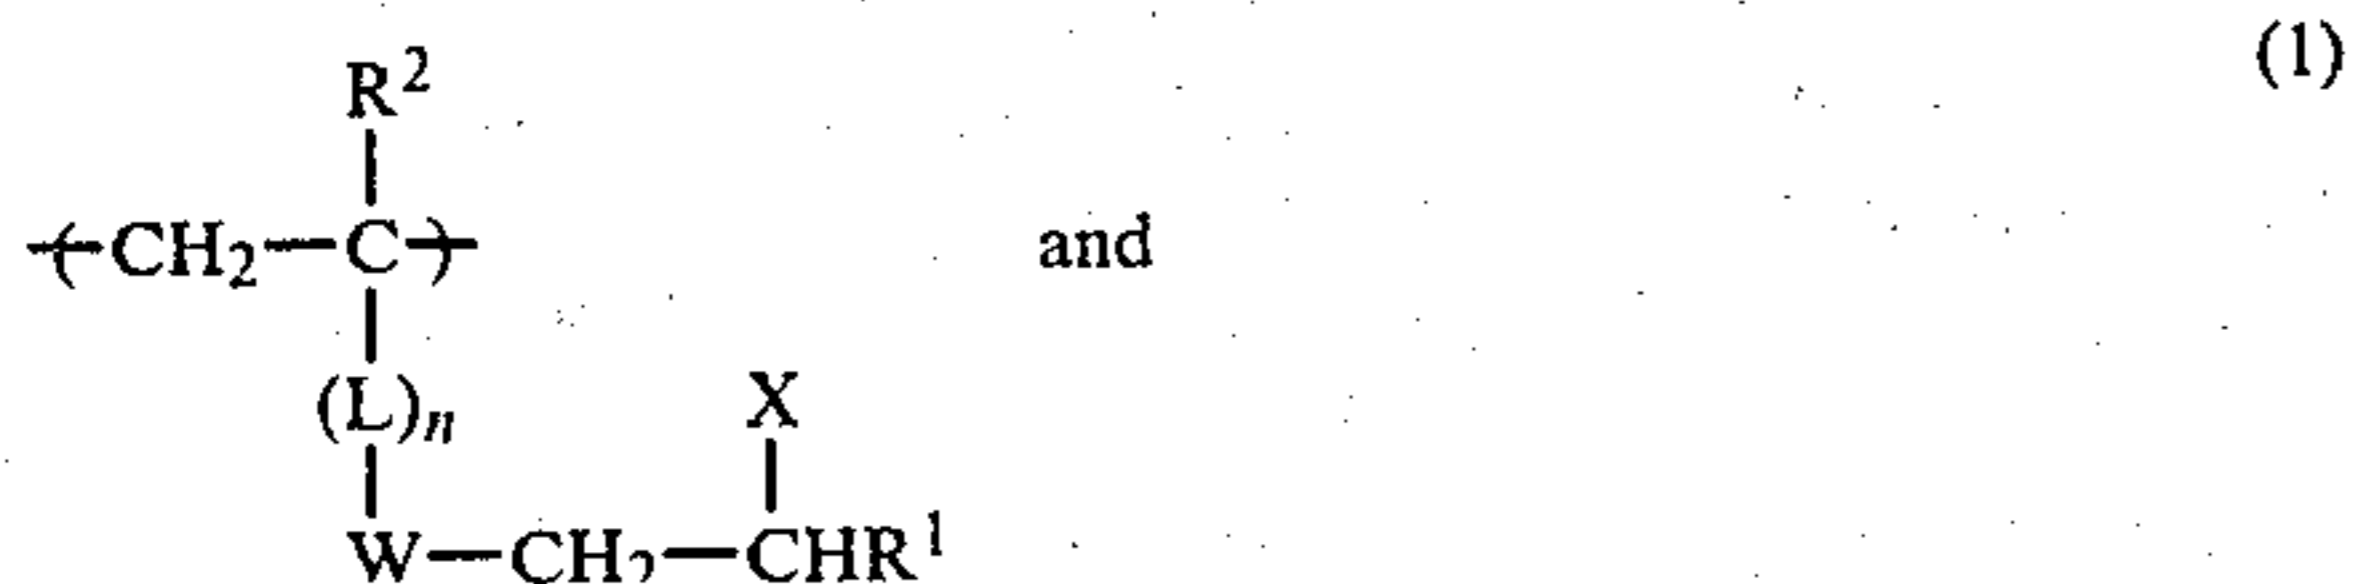 (1)
R²
-(CH₂-C)- and
(L)ₙ X
W-CH₂-CHR¹